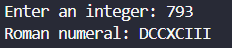 Enter an integer: 793
Roman numeral: DCCXCIII